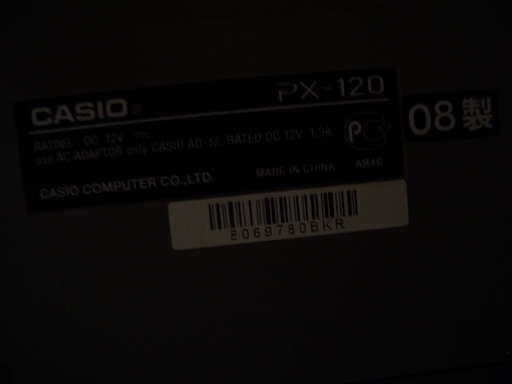 CASIO®
PX-120
RATING : DC 12V ⎓
use AC ADAPTOR only CASIO AD-12, RATED DC 12V 1.5A
CASIO COMPUTER CO.,LTD.
MADE IN CHINA
AR46
08製
8069780BKR